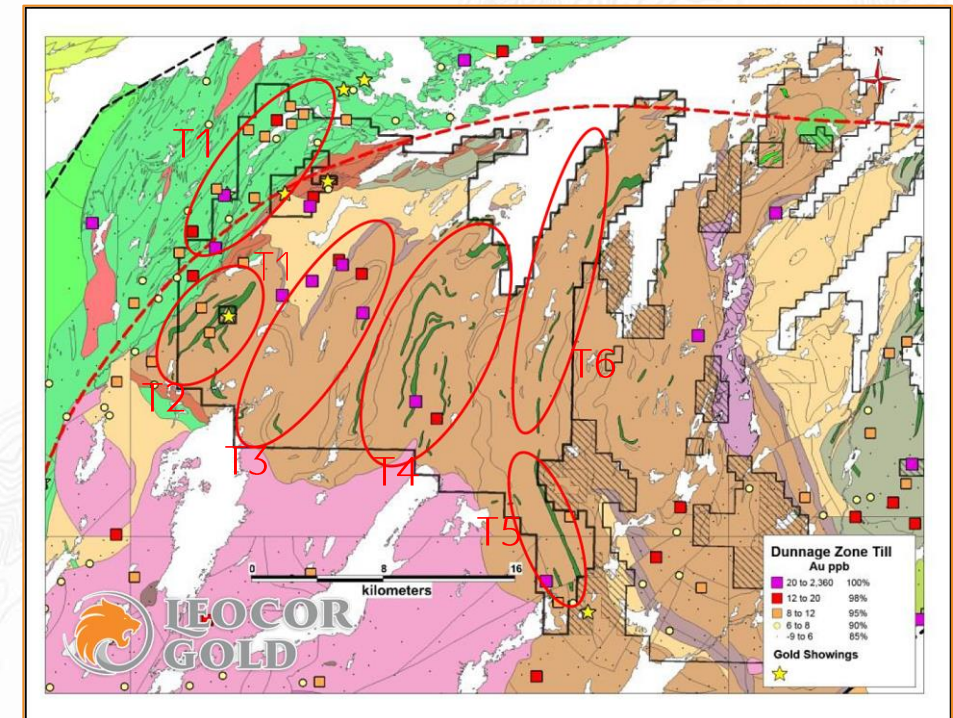 N
T1
T1
T2
T3
T4
T5
T6
0 8 16
kilometers
LEOCOR
GOLD
Dunnage Zone Till
Au ppb
20 to 2,360 100%
12 to 20 98%
8 to 12 95%
6 to 8 90%
-9 to 6 85%
Gold Showings